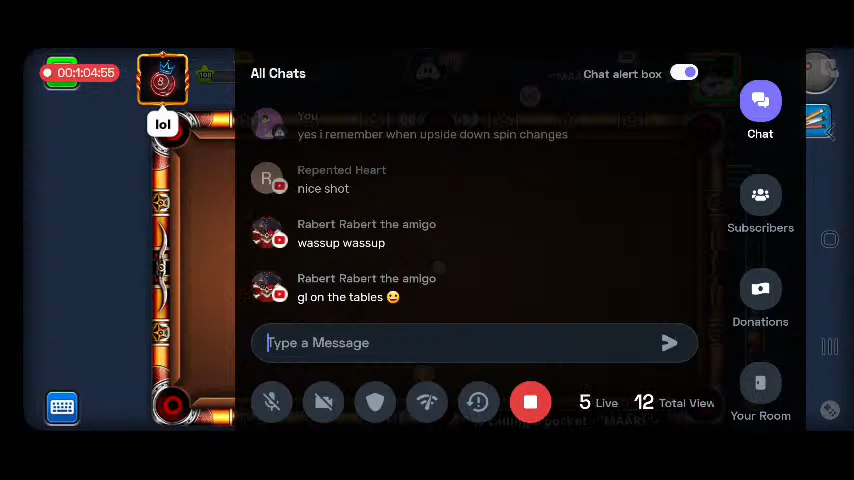 00:1:04:55
108
lol
All Chats
Chat alert box
You
yes i remember when upside down spin changes
R
Repented Heart
nice shot
Rabert Rabert the amigo
wassup wassup
Rabert Rabert the amigo
gl on the tables 😀
Type a Message
5 Live 12 Total View
Chat
Subscribers
Donations
Your Room